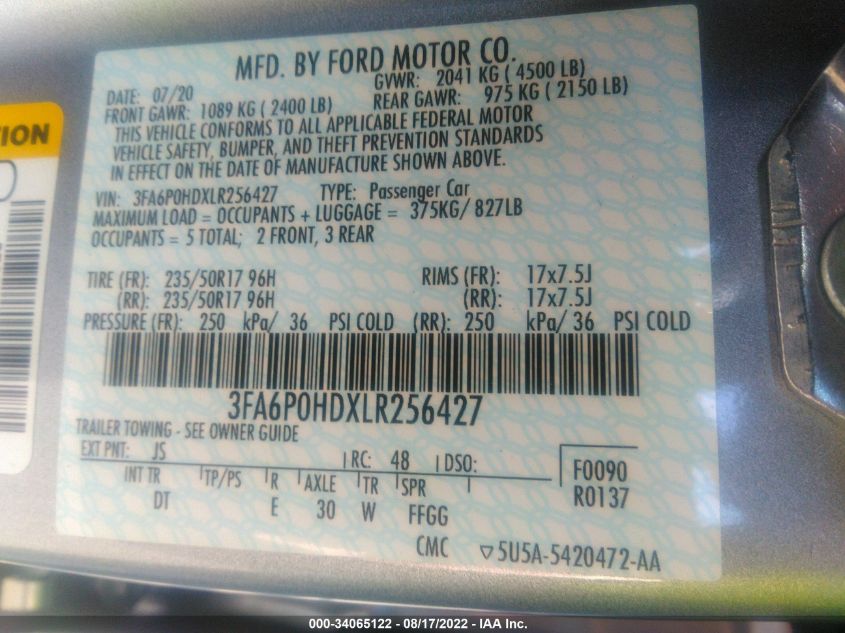 MFD. BY FORD MOTOR CO.
DATE: 07/20 GVWR: 2041 KG ( 4500 LB)
FRONT GAWR: 1089 KG ( 2400 LB) REAR GAWR: 975 KG ( 2150 LB)
THIS VEHICLE CONFORMS TO ALL APPLICABLE FEDERAL MOTOR
VEHICLE SAFETY, BUMPER, AND THEFT PREVENTION STANDARDS
IN EFFECT ON THE DATE OF MANUFACTURE SHOWN ABOVE.
VIN: 3FA6P0HDXLR256427 TYPE: Passenger Car
MAXIMUM LOAD = OCCUPANTS + LUGGAGE = 375KG/ 827LB
OCCUPANTS = 5 TOTAL; 2 FRONT, 3 REAR
TIRE (FR): 235/50R17 96H RIMS (FR): 17x7.5J
(RR): 235/50R17 96H (RR): 17x7.5J
PRESSURE (FR): 250 kPa/ 36 PSI COLD (RR): 250 kPa/ 36 PSI COLD
3FA6P0HDXLR256427
TRAILER TOWING - SEE OWNER GUIDE
EXT PNT: JS RC: 48 DSO:
INT TR TP/PS R AXLE TR SPR
DT E 30 W FFGG
F0090
R0137
CMC ▽5U5A-5420472-AA
TION
000-34065122 - 08/17/2022 - IAA Inc.